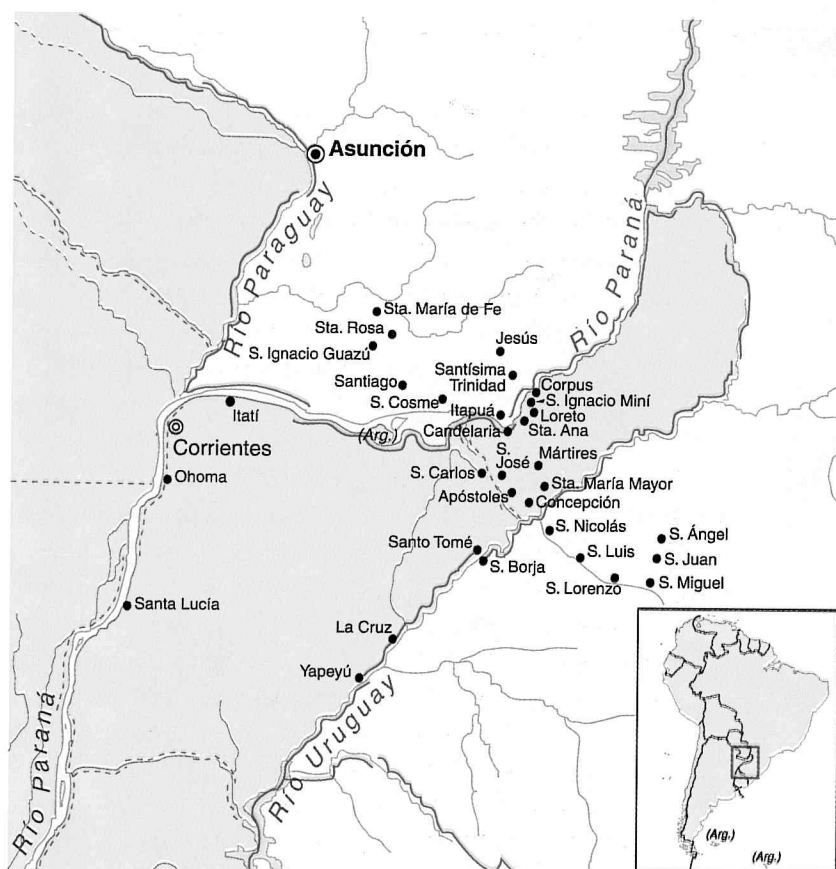 Asunción
Río Paraguay
Río Paraná
Sta. María de Fe
Sta. Rosa
S. Ignacio Guazú
Jesús
Santísima
Trinidad
Santiago
S. Cosme
Corpus
S. Ignacio Miní
Itatí
Itapuá
Loreto
(Arg.)
Candelaria
Sta. Ana
Corrientes
S.
José
Mártires
S. Carlos
Ohoma
Sta. María Mayor
Apóstoles
Concepción
S. Nicolás
S. Ángel
Santo Tomé
S. Luis
S. Juan
S. Borja
S. Lorenzo
S. Miguel
Santa Lucía
La Cruz
Yapeyú
Río Uruguay
Río Paraná
(Arg.)
(Arg.)